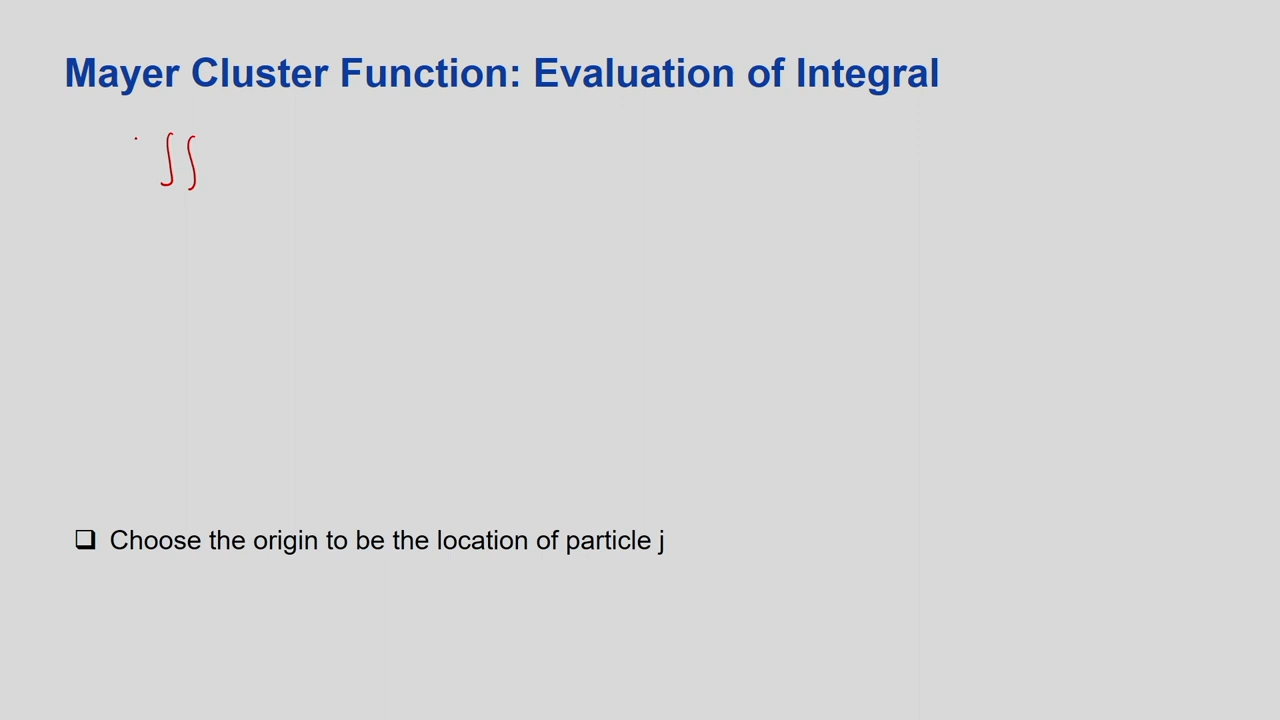 Mayer Cluster Function: Evaluation of Integral
∫∫
Choose the origin to be the location of particle j